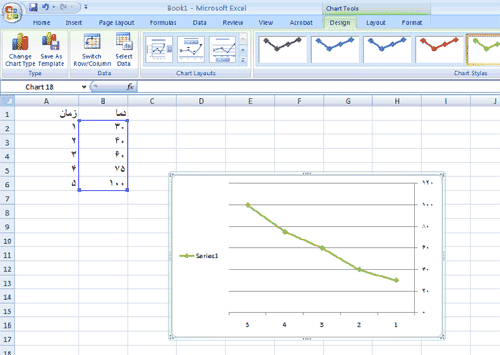 Book1 - Microsoft Excel
Chart Tools
Home Insert Page Layout Formulas Data Review View Acrobat Design Layout Format
Change Chart Type
Save As Template
Switch Row/Column
Select Data
Type Data Chart Layouts Chart Styles
Chart 18 fx
A B C D E F G H I
1 زمان دما
2 ۱ ۳۰
3 ۲ ۴۰
4 ۳ ۶۰
5 ۴ ۷۵
6 ۵ ۱۰۰
7
8
9
10
11
12
13
14
15
16
17
18
۱۲۰
۱۰۰
۸۰
۶۰
۴۰
۲۰
۰
Series1
5 4 3 2 1